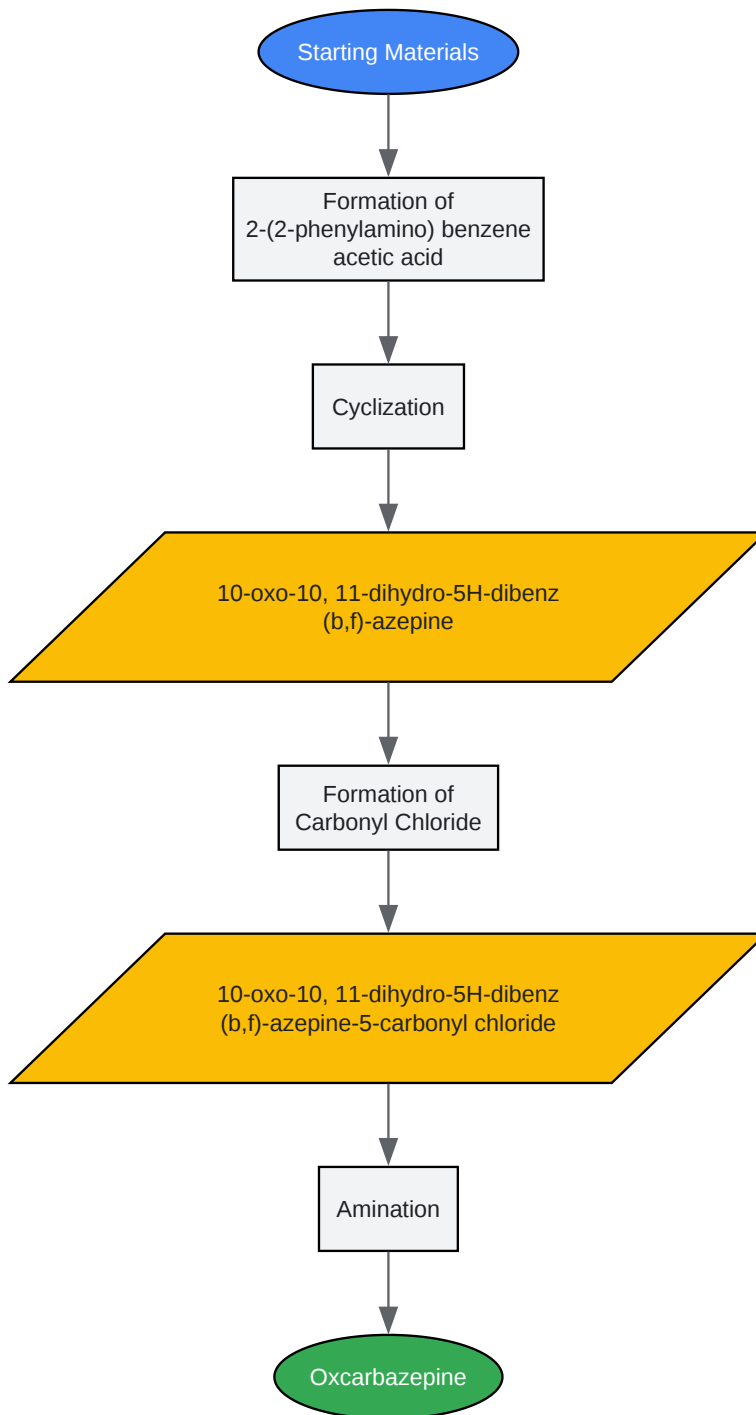 Starting Materials
Formation of
2-(2-phenylamino) benzene
acetic acid
Cyclization
10-oxo-10, 11-dihydro-5H-dibenz
(b,f)-azepine
Formation of
Carbonyl Chloride
10-oxo-10, 11-dihydro-5H-dibenz
(b,f)-azepine-5-carbonyl chloride
Amination
Oxcarbazepine